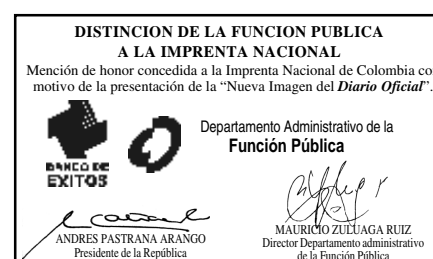 DISTINCION DE LA FUNCION PUBLICA
A LA IMPRENTA NACIONAL
Mención de honor concedida a la Imprenta Nacional de Colombia co
motivo de la presentación de la “Nueva Imagen del Diario Oficial”.
Departamento Administrativo de la
Función Pública
BANCO DE
EXITOS
ANDRES PASTRANA ARANGO
Presidente de la República
MAURICIO ZULUAGA RUIZ
Director Departamento administrativo
de la Función Pública